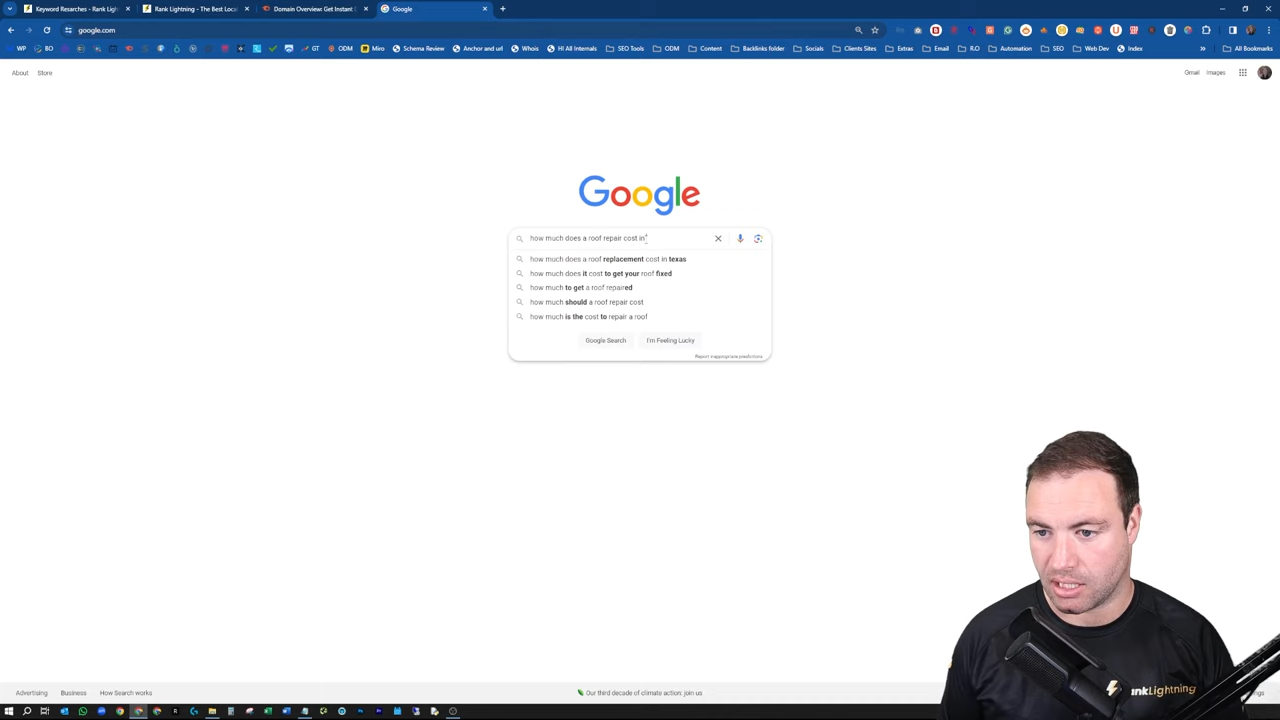 Keyword Resarches - Rank Ligh
Rank Lightning - The Best Local
Domain Overview: Get Instant
Google
google.com
WP
BO
GT
ODM
Miro
Schema Review
Anchor and url
Whois
HI All Internals
SEO Tools
ODM
Content
Backlinks folder
Socials
Clients Sites
Extras
Email
R.O
Automation
SEO
Web Dev
Index
All Bookmarks
About
Store
Gmail
Images
Google
how much does a roof repair cost in
how much does a roof replacement cost in texas
how much does it cost to get your roof fixed
how much to get a roof repaired
how much should a roof repair cost
how much is the cost to repair a roof
Google Search
I'm Feeling Lucky
Report inappropriate predictions
nkLightning
Advertising
Business
How Search works
Our third decade of climate action: join us